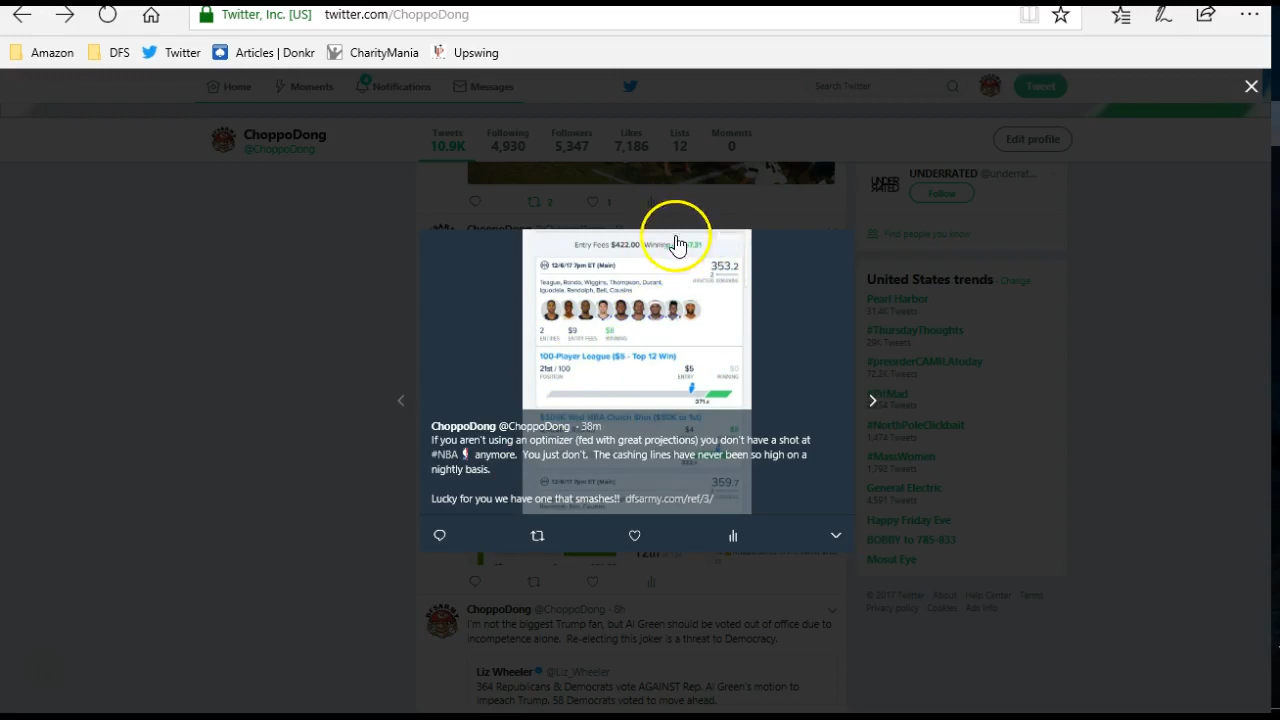 Twitter, Inc. [US]
twitter.com/ChoppoDong
Amazon DFS Twitter Articles | Donkr CharityMania Upswing
Home Moments Notifications Messages Search Twitter Tweet
ChoppoDong
@ChoppoDong
Tweets Following Followers Likes Lists Moments
10.9K 4,930 5,347 7,186 12 0
Edit profile
UNDERRATED @underrat...
Follow
2 1
Find people you know
United States trends · Change
Pearl Harbor
31.4K Tweets
#ThursdayThoughts
29K Tweets
#preorderCAMILAtoday
72.2K Tweets
#PitMad
Tweets
#NorthPoleClickbait
1,474 Tweets
#MassWomen
1,792 Tweets
General Electric
4,591 Tweets
Happy Friday Eve
BOBBY to 785-833
Mosul Eye
© 2017 Twitter About Help Center Terms
Privacy policy Cookies Ads info
Entry Fees $422.00
12/6/17 7pm ET (Main) 353.2
Teague, Rondo, Wiggins, Thompson, Durant,
Iguodala, Randolph, Bell, Cousins
2 $9 $8
ENTRIES ENTRY FEES WINNING
100-Player League ($5 - Top 12 Win)
21st / 100 $5 $0
POSITION ENTRY WINNING
$4 $8
12/6/17 7pm ET (Main) 359.7
ChoppoDong @ChoppoDong · 38m
If you aren't using an optimizer (fed with great projections) you don't have a shot at
#NBA anymore. You just don't. The cashing lines have never been so high on a
nightly basis.
Lucky for you we have one that smashes!! dfsarmy.com/ref/3/
ChoppoDong @ChoppoDong · 8h
I'm not the biggest Trump fan, but Al Green should be voted out of office due to
incompetence alone. Re-electing this joker is a threat to Democracy.
Liz Wheeler @Liz_Wheeler
364 Republicans & Democrats vote AGAINST Rep. Al Green's motion to
impeach Trump. 58 Democrats voted to move ahead.